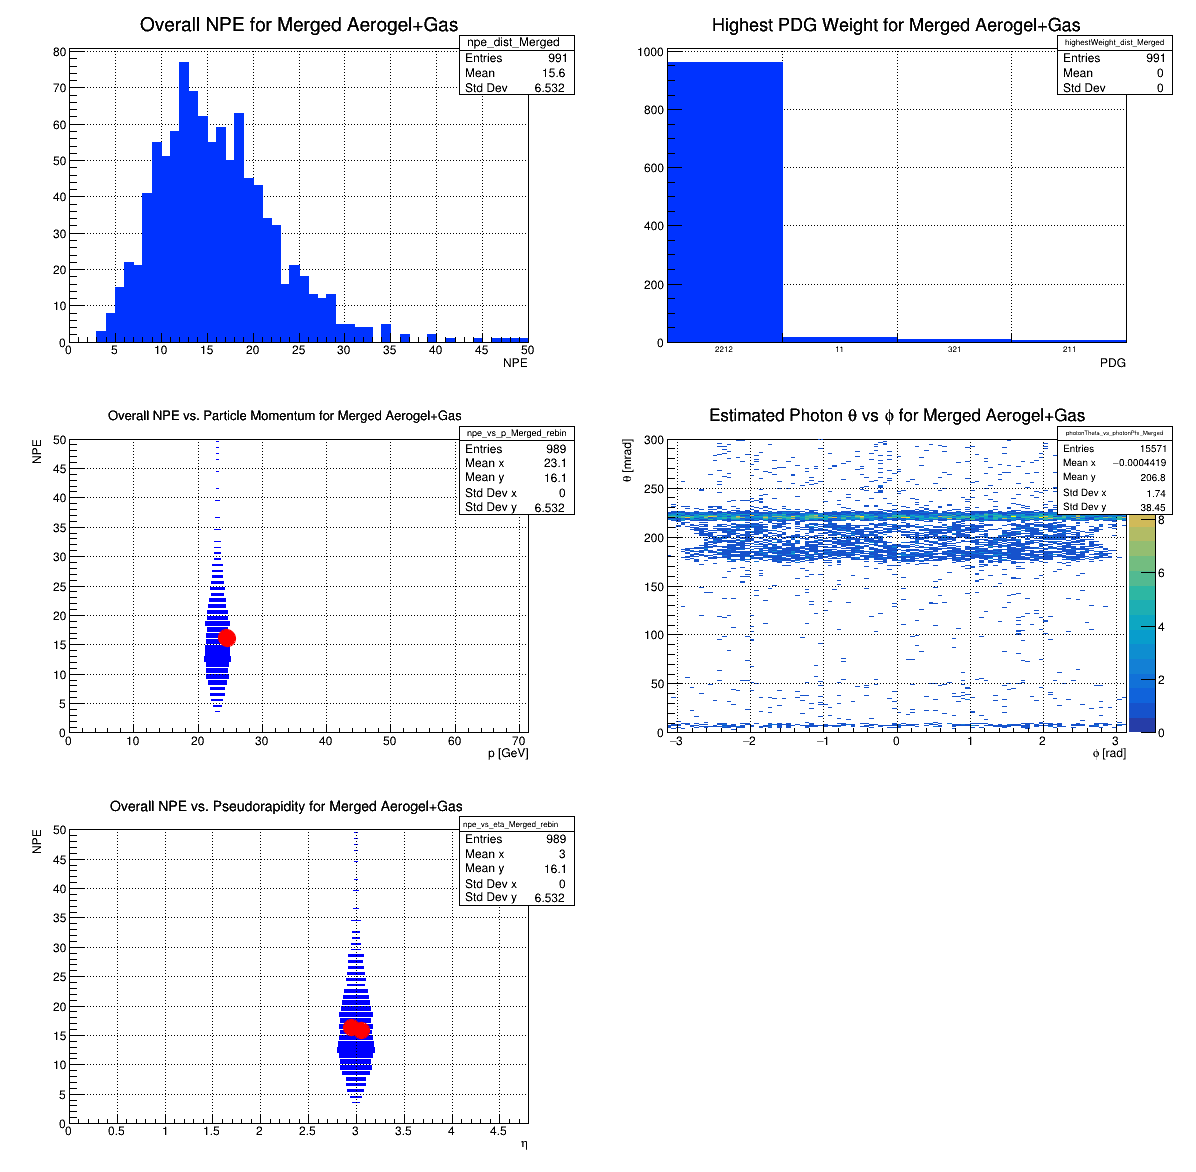 Overall NPE for Merged Aerogel+Gas
npe_dist_Merged
Entries 991
Mean 15.6
Std Dev 6.532
80
70
60
50
40
30
20
10
0
0 5 10 15 20 25 30 35 40 45 50
NPE
Highest PDG Weight for Merged Aerogel+Gas
highestWeight_dist_Merged
Entries 991
Mean 0
Std Dev 0
1000
800
600
400
200
0
2212 11 321 211
PDG
Overall NPE vs. Particle Momentum for Merged Aerogel+Gas
npe_vs_p_Merged_rebin
Entries 989
Mean x 23.1
Mean y 16.1
Std Dev x 0
Std Dev y 6.532
NPE
50
45
40
35
30
25
20
15
10
5
0
0 10 20 30 40 50 60 70
p [GeV]
Estimated Photon θ vs ϕ for Merged Aerogel+Gas
photonTheta_vs_photonPhi_Merged
Entries 15571
Mean x −0.0004419
Mean y 206.8
Std Dev x 1.74
Std Dev y 38.45
θ [mrad]
300
250
200
150
100
50
0
−3 −2 −1 0 1 2 3
ϕ [rad]
8
6
4
2
0
Overall NPE vs. Pseudorapidity for Merged Aerogel+Gas
npe_vs_eta_Merged_rebin
Entries 989
Mean x 3
Mean y 16.1
Std Dev x 0
Std Dev y 6.532
NPE
50
45
40
35
30
25
20
15
10
5
0
0 0.5 1 1.5 2 2.5 3 3.5 4 4.5
η